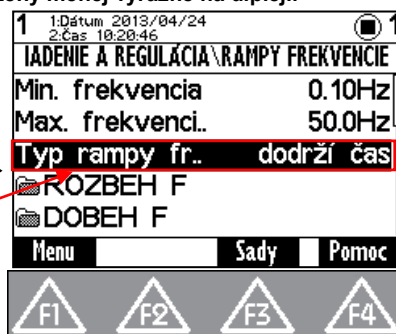 1 1:Dátum 2013/04/24 1
2:Čas 10:20:46
IADENIE A REGULÁCIA\RAMPY FREKVENCIE
Min. frekvencia 0.10Hz
Max. frekvenci.. 50.0Hz
Typ rampy fr.. dodrží čas
ROZBEH F
DOBEH F
Menu Sady Pomoc
F1 F2 F3 F4